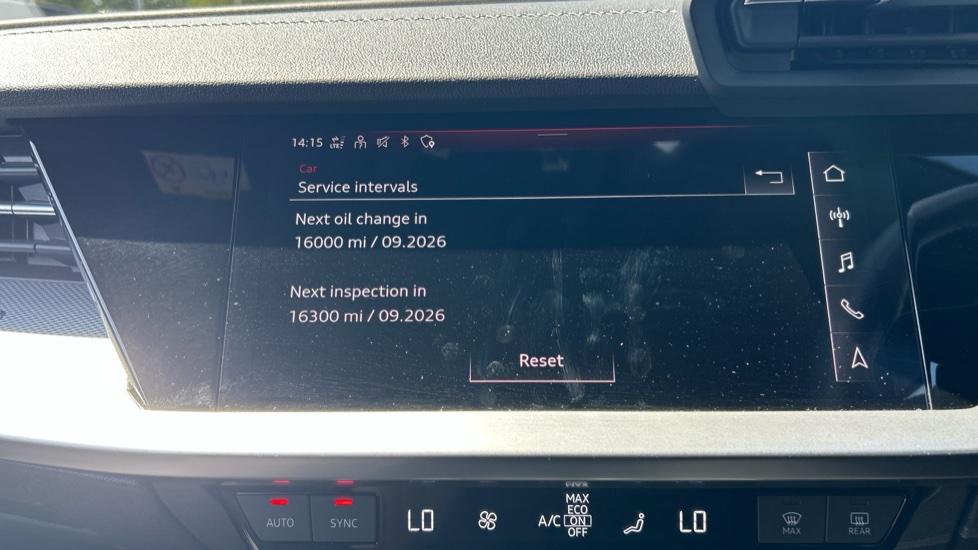 14:15 LTE
Car
Service intervals
Next oil change in
16000 mi / 09.2026
Next inspection in
16300 mi / 09.2026
Reset
AUTO SYNC LO A/C MAX
ECO
ON
OFF
LO MAX REAR